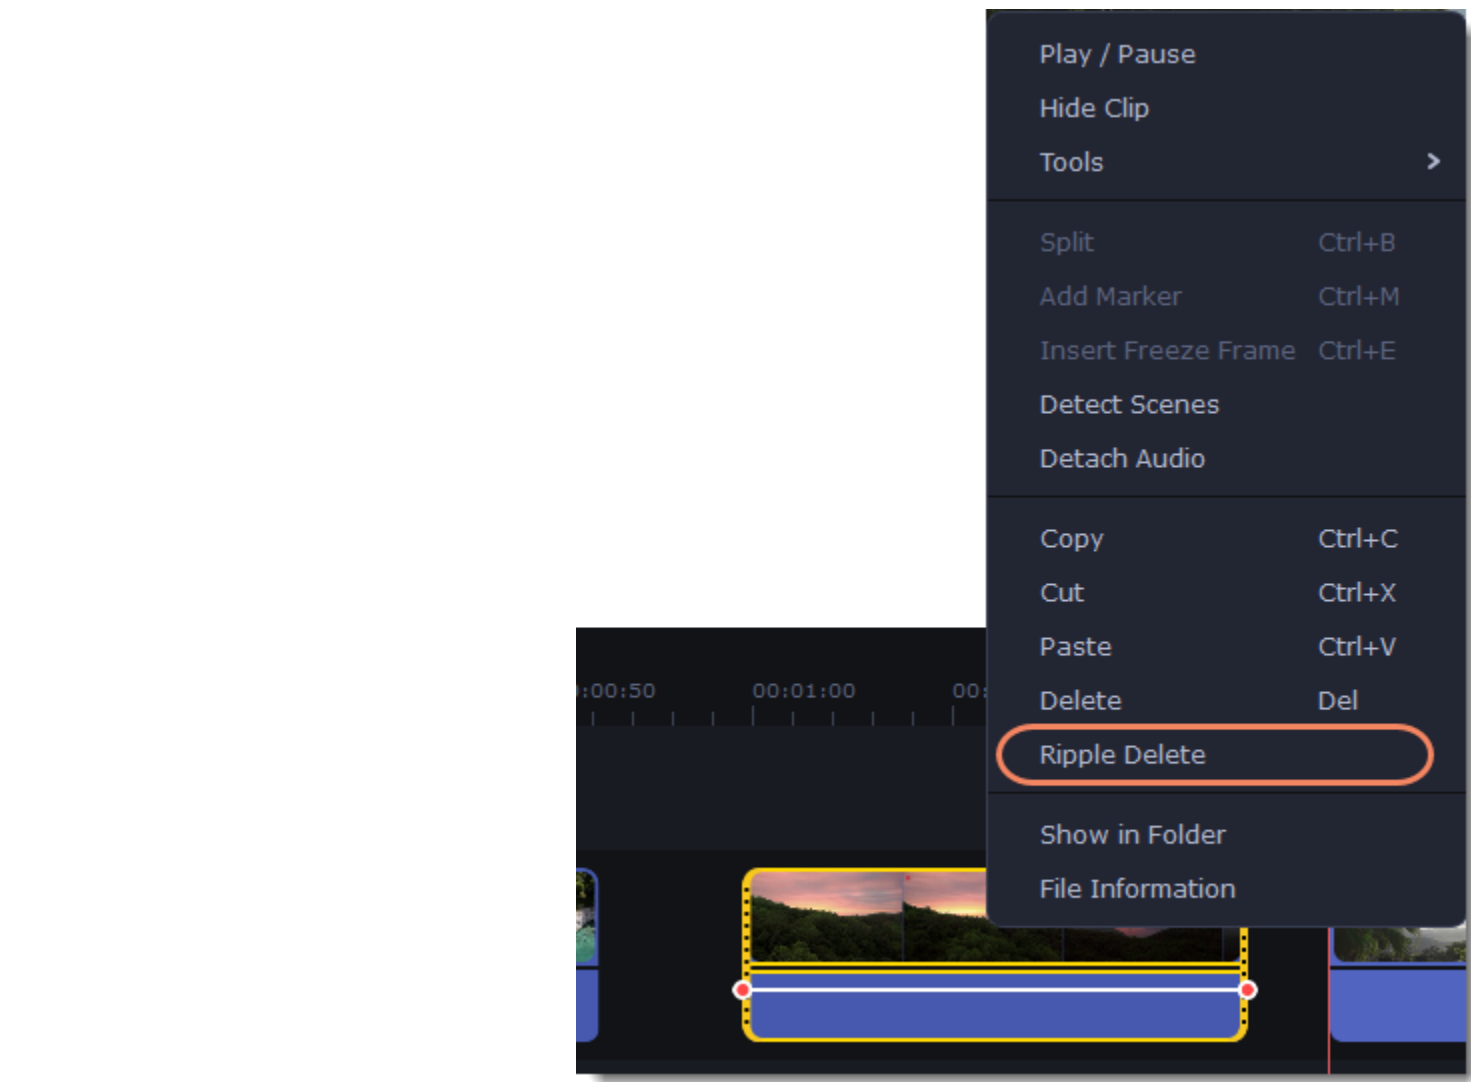 Play / Pause
Hide Clip
Tools
Split Ctrl+B
Add Marker Ctrl+M
Insert Freeze Frame Ctrl+E
Detect Scenes
Detach Audio
Copy Ctrl+C
Cut Ctrl+X
Paste Ctrl+V
Delete Del
Ripple Delete
Show in Folder
File Information
:00:50 00:01:00 00: